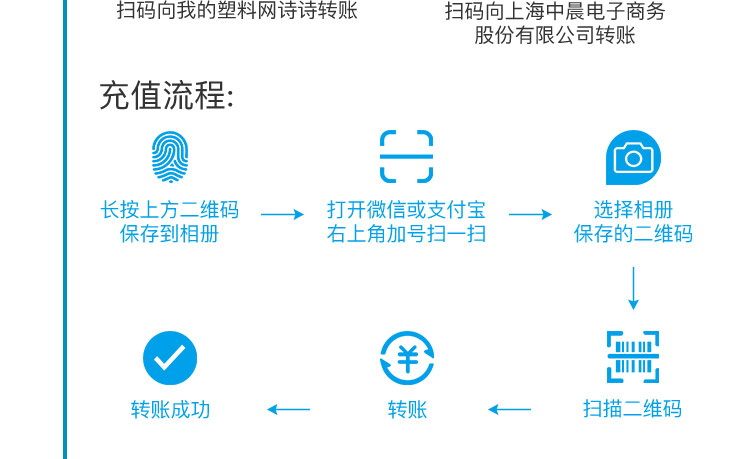 扫码向我的塑料网诗诗转账
扫码向上海中晨电子商务
股份有限公司转账
充值流程:
长按上方二维码
保存到相册
打开微信或支付宝
右上角加号扫一扫
选择相册
保存的二维码
转账成功
转账
扫描二维码